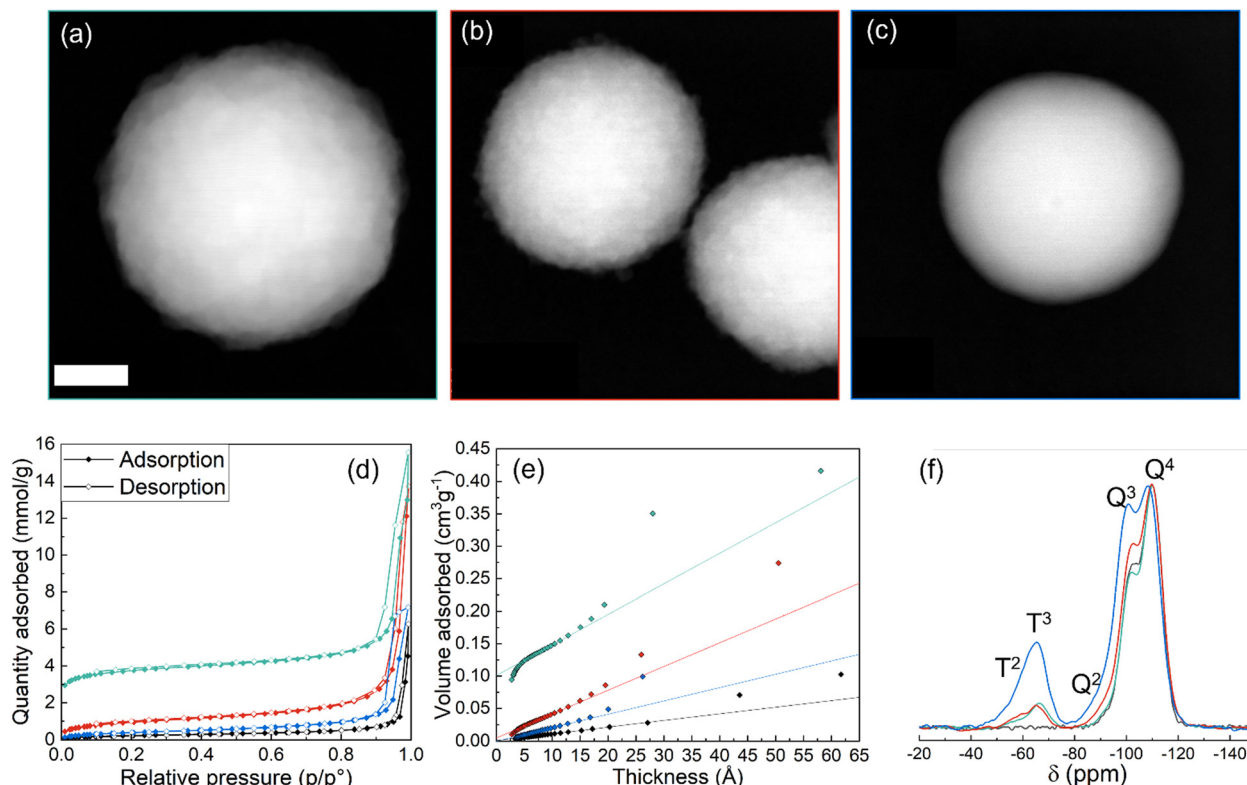 (a)
(b)
(c)
Quantity adsorbed (mmol/g)
16
14
12
10
8
6
4
2
0
Adsorption
Desorption
(d)
0.0 0.2 0.4 0.6 0.8 1.0
Relative pressure (p/p°)
Volume adsorbed (cm³g⁻¹)
0.50
0.45
0.40
0.35
0.30
0.25
0.20
0.15
0.10
0.05
0.00
(e)
0 5 10 15 20 25 30 35 40 45 50 55 60 65
Thickness (Å)
(f)
Q⁴
Q³
T³
T²
Q²
-20 -40 -60 -80 -100 -120 -140
δ (ppm)